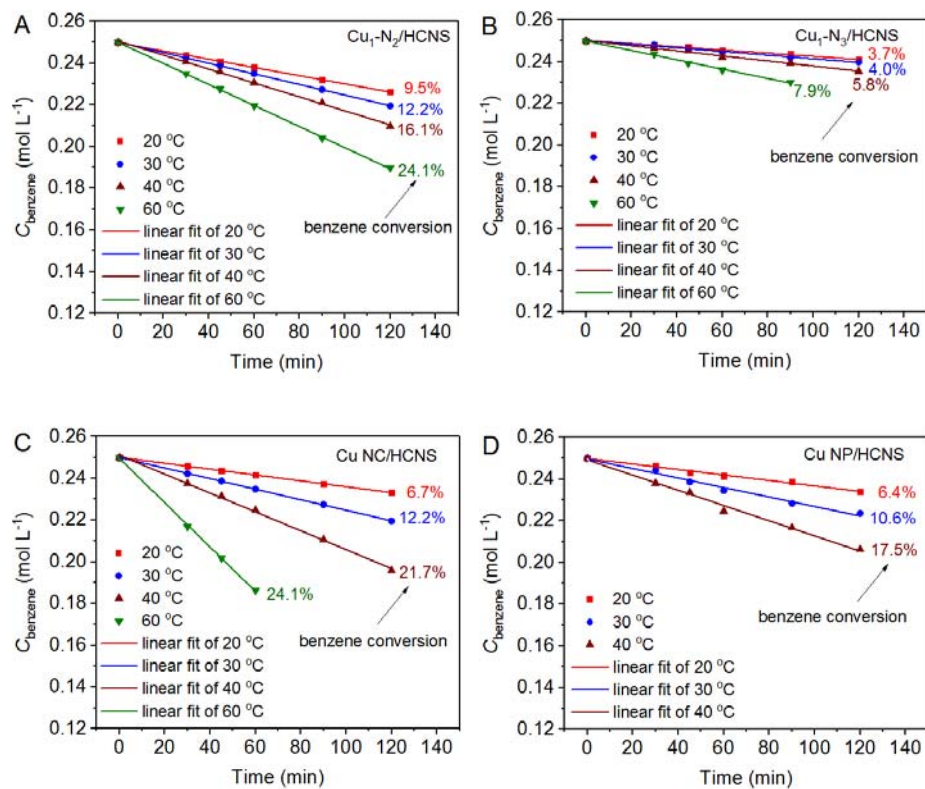 A
Cu₁-N₂/HCNS
0.26
0.24
0.22
0.20
0.18
0.16
0.14
0.12
C benzene (mol L⁻¹)
9.5%
12.2%
16.1%
24.1%
benzene conversion
20 °C
30 °C
40 °C
60 °C
linear fit of 20 °C
linear fit of 30 °C
linear fit of 40 °C
linear fit of 60 °C
0 20 40 60 80 100 120 140
Time (min)
B
Cu₁-N₃/HCNS
0.26
0.24
0.22
0.20
0.18
0.16
0.14
0.12
C benzene (mol L⁻¹)
3.7%
4.0%
5.8%
7.9%
benzene conversion
20 °C
30 °C
40 °C
60 °C
linear fit of 20 °C
linear fit of 30 °C
linear fit of 40 °C
linear fit of 60 °C
0 20 40 60 80 100 120 140
Time (min)
C
Cu NC/HCNS
0.26
0.24
0.22
0.20
0.18
0.16
0.14
0.12
C benzene (mol L⁻¹)
6.7%
12.2%
21.7%
24.1%
benzene conversion
20 °C
30 °C
40 °C
60 °C
linear fit of 20 °C
linear fit of 30 °C
linear fit of 40 °C
linear fit of 60 °C
0 20 40 60 80 100 120 140
Time (min)
D
Cu NP/HCNS
0.26
0.24
0.22
0.20
0.18
0.16
0.14
0.12
C benzene (mol L⁻¹)
6.4%
10.6%
17.5%
benzene conversion
20 °C
30 °C
40 °C
linear fit of 20 °C
linear fit of 30 °C
linear fit of 40 °C
0 20 40 60 80 100 120 140
Time (min)